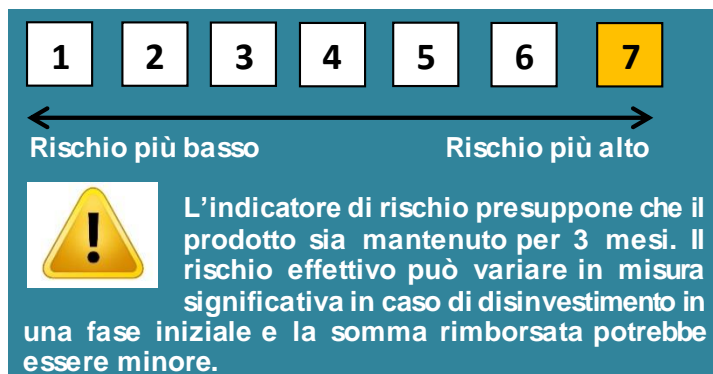 1 2 3 4 5 6 7
Rischio più basso Rischio più alto
!
L'indicatore di rischio presuppone che il
prodotto sia mantenuto per 3 mesi. Il
rischio effettivo può variare in misura
significativa in caso di disinvestimento in
una fase iniziale e la somma rimborsata potrebbe
essere minore.